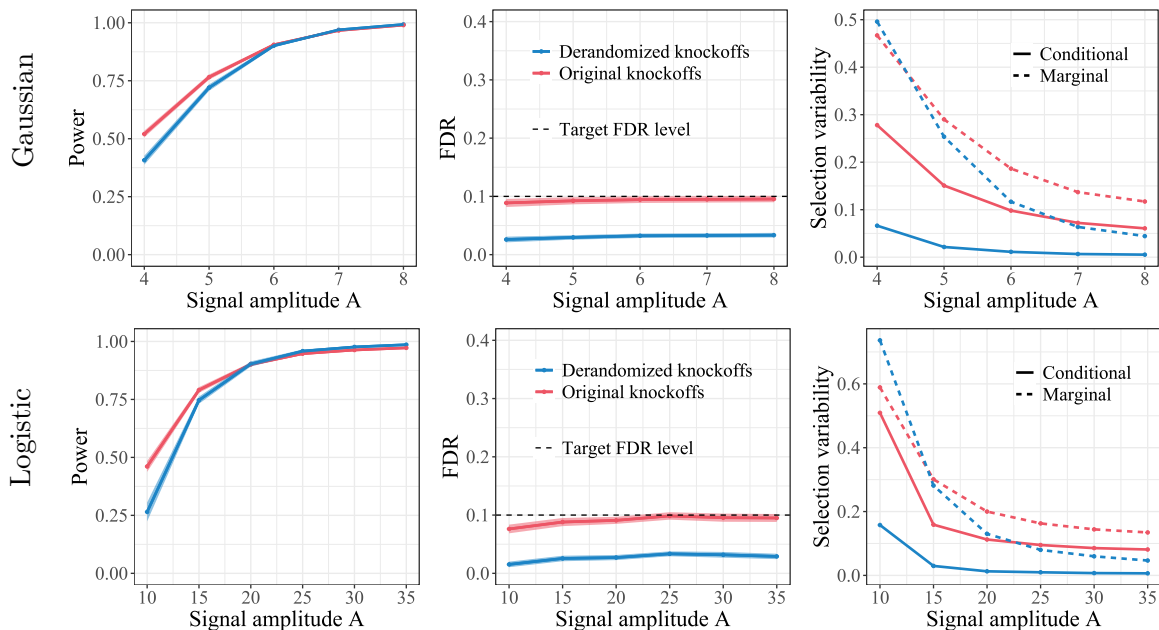 Gaussian
Power
1.00
0.75
0.50
0.25
0.00
4 5 6 7 8
Signal amplitude A
FDR
0.4
0.3
0.2
0.1
0.0
Derandomized knockoffs
Original knockoffs
Target FDR level
4 5 6 7 8
Signal amplitude A
Selection variability
0.5
0.4
0.3
0.2
0.1
0.0
Conditional
Marginal
4 5 6 7 8
Signal amplitude A
Logistic
Power
1.00
0.75
0.50
0.25
0.00
10 15 20 25 30 35
Signal amplitude A
FDR
0.4
0.3
0.2
0.1
0.0
Derandomized knockoffs
Original knockoffs
Target FDR level
10 15 20 25 30 35
Signal amplitude A
Selection variability
0.6
0.4
0.2
0.0
Conditional
Marginal
10 15 20 25 30 35
Signal amplitude A